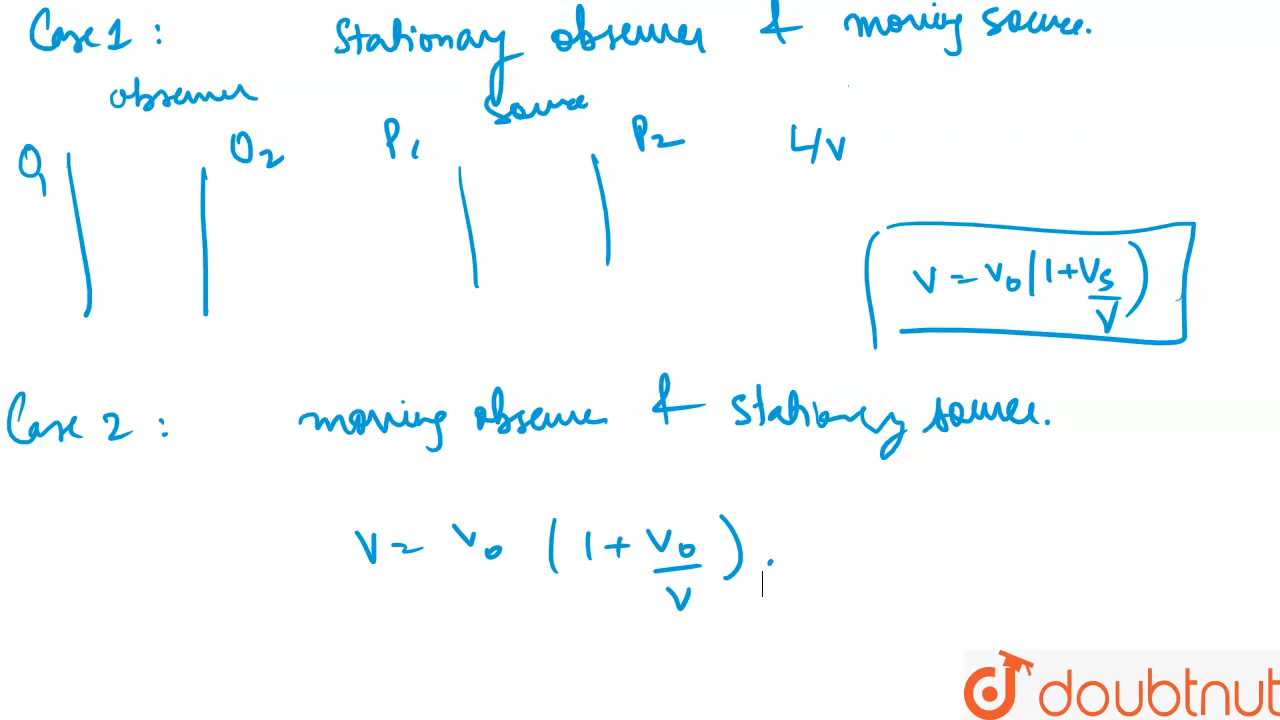 Case 1 : Stationary observer & moving source.
observer source
O1 O2 P1 P2 L/v
v = v0 (1 + Vs/V)
Case 2 : moving observer & stationary source.
v = v0 (1 + V0/V).
doubtnut